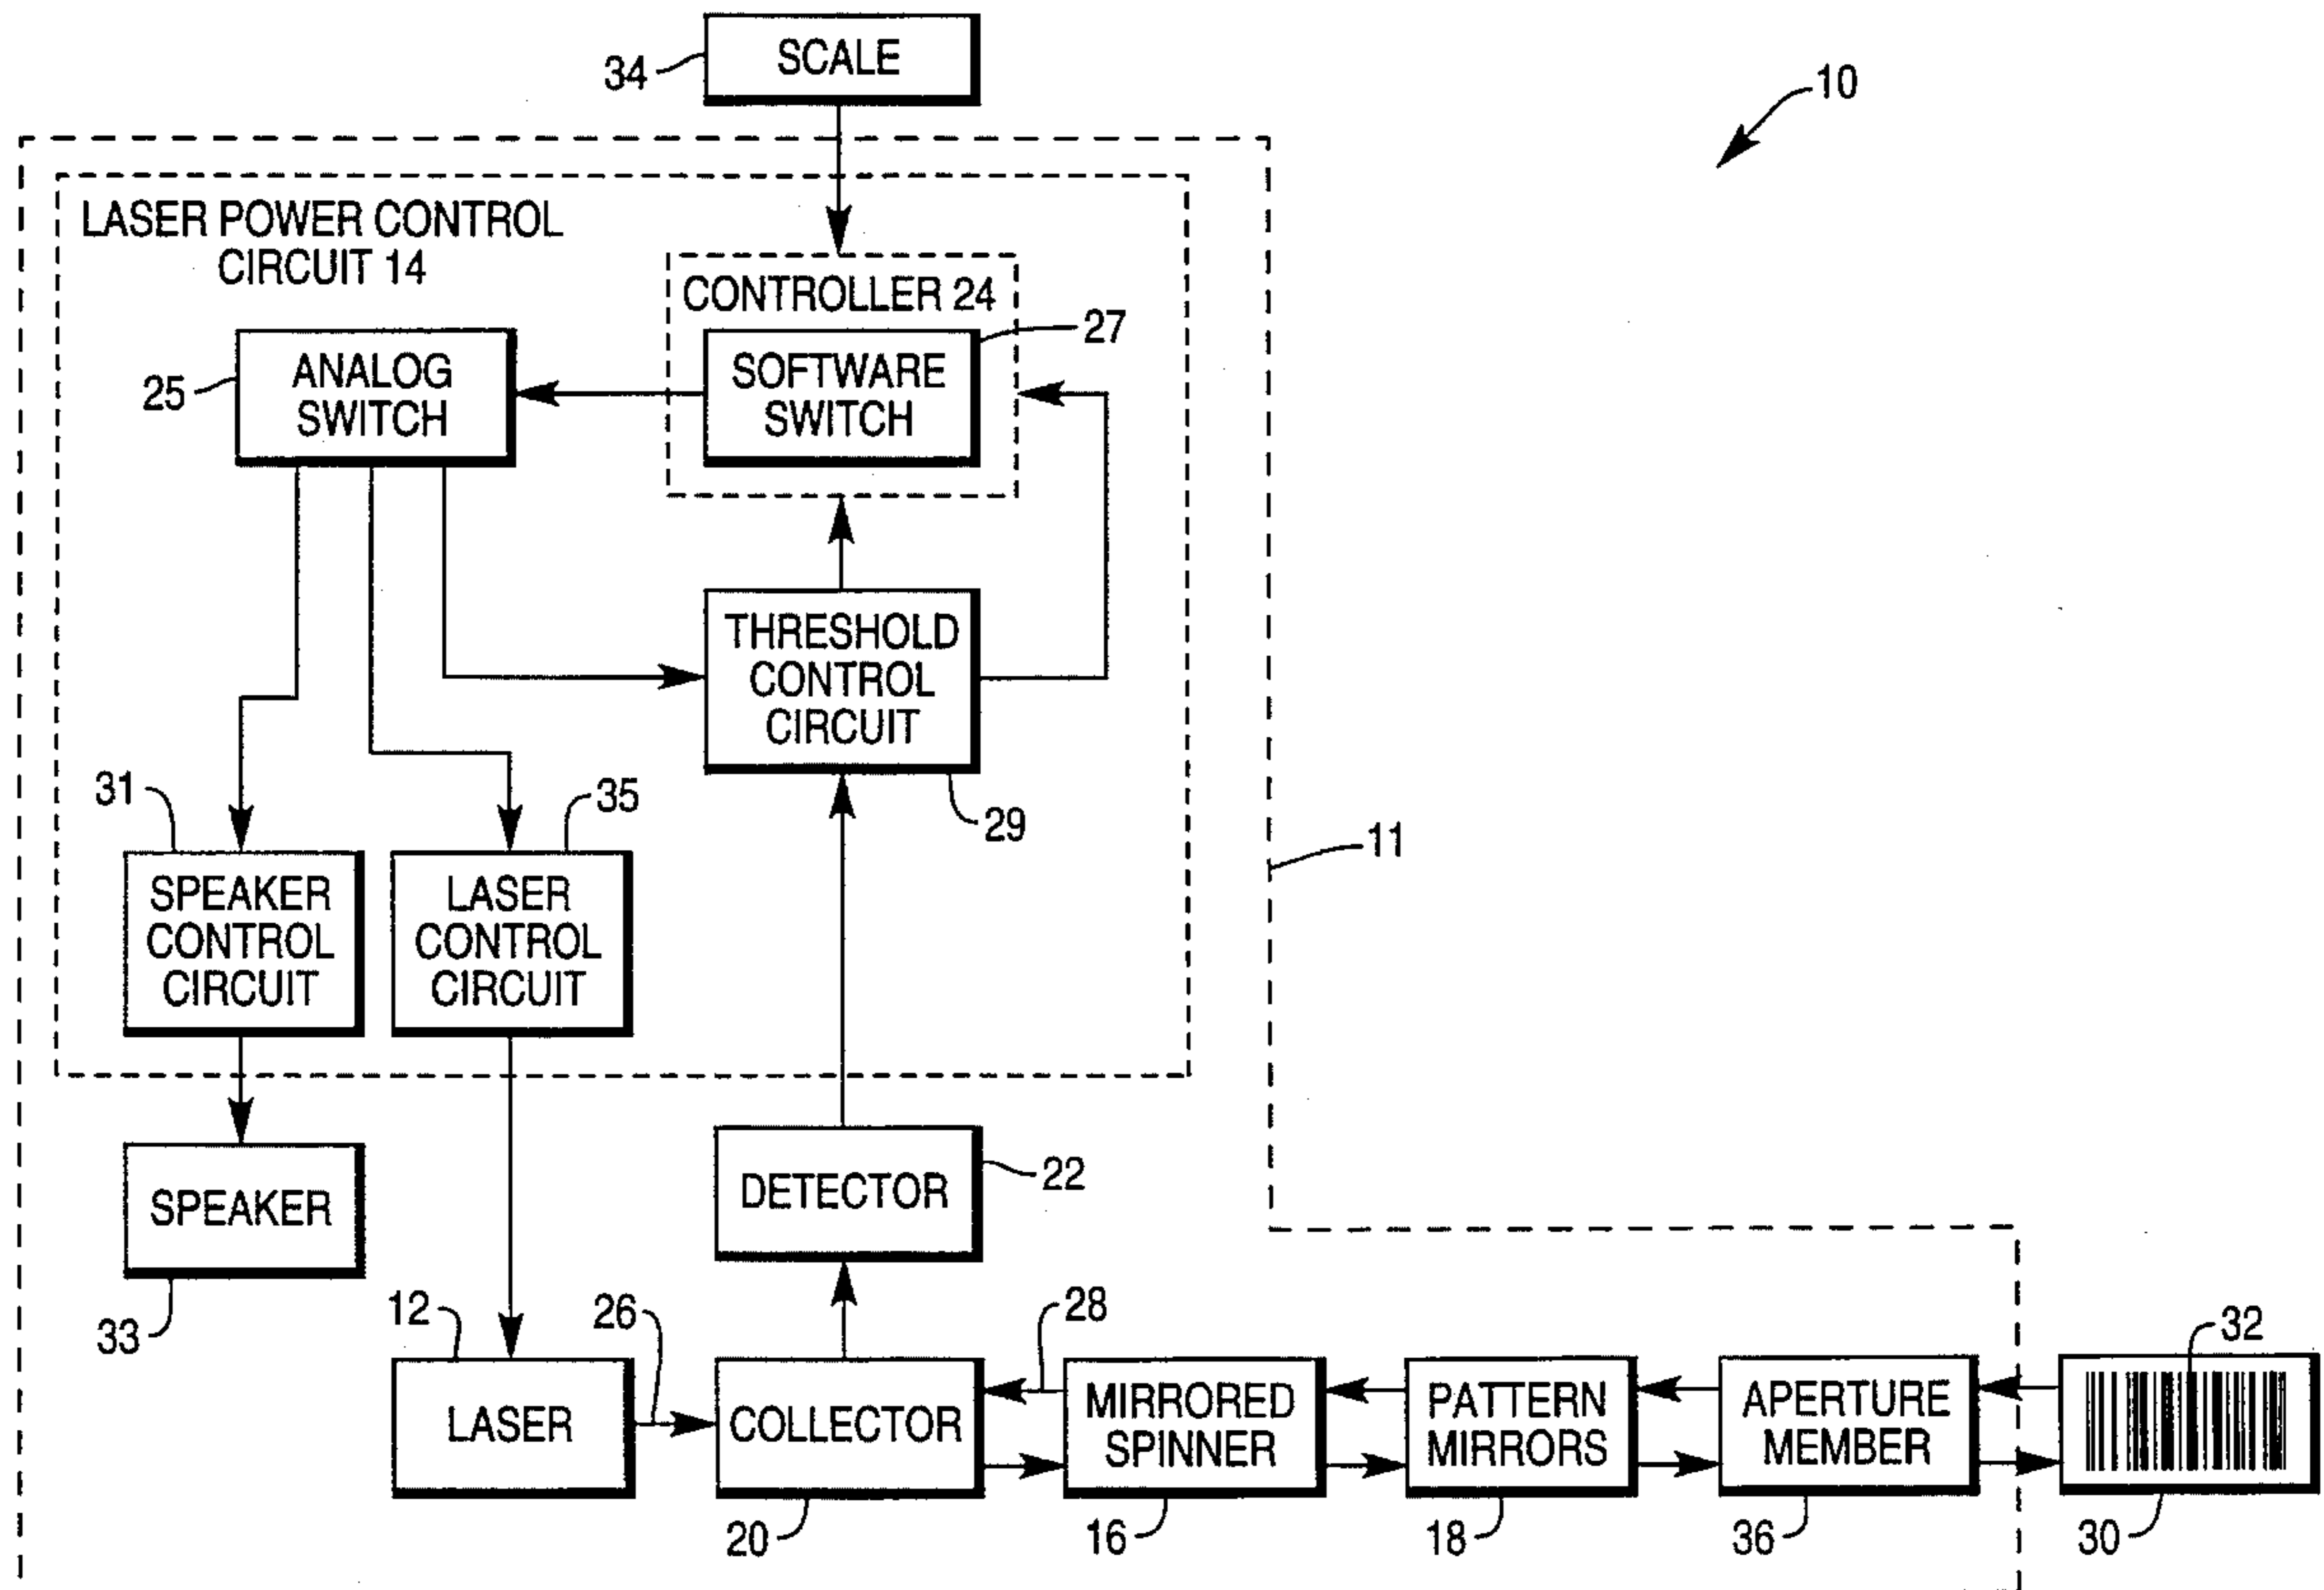 SCALE
34
10
LASER POWER CONTROL
CIRCUIT 14
CONTROLLER 24
27
ANALOG
SWITCH
25
SOFTWARE
SWITCH
THRESHOLD
CONTROL
CIRCUIT
29
31
35
11
SPEAKER
CONTROL
CIRCUIT
LASER
CONTROL
CIRCUIT
DETECTOR
22
SPEAKER
33
12
26
28
32
LASER
COLLECTOR
MIRRORED
SPINNER
PATTERN
MIRRORS
APERTURE
MEMBER
20
16
18
36
30